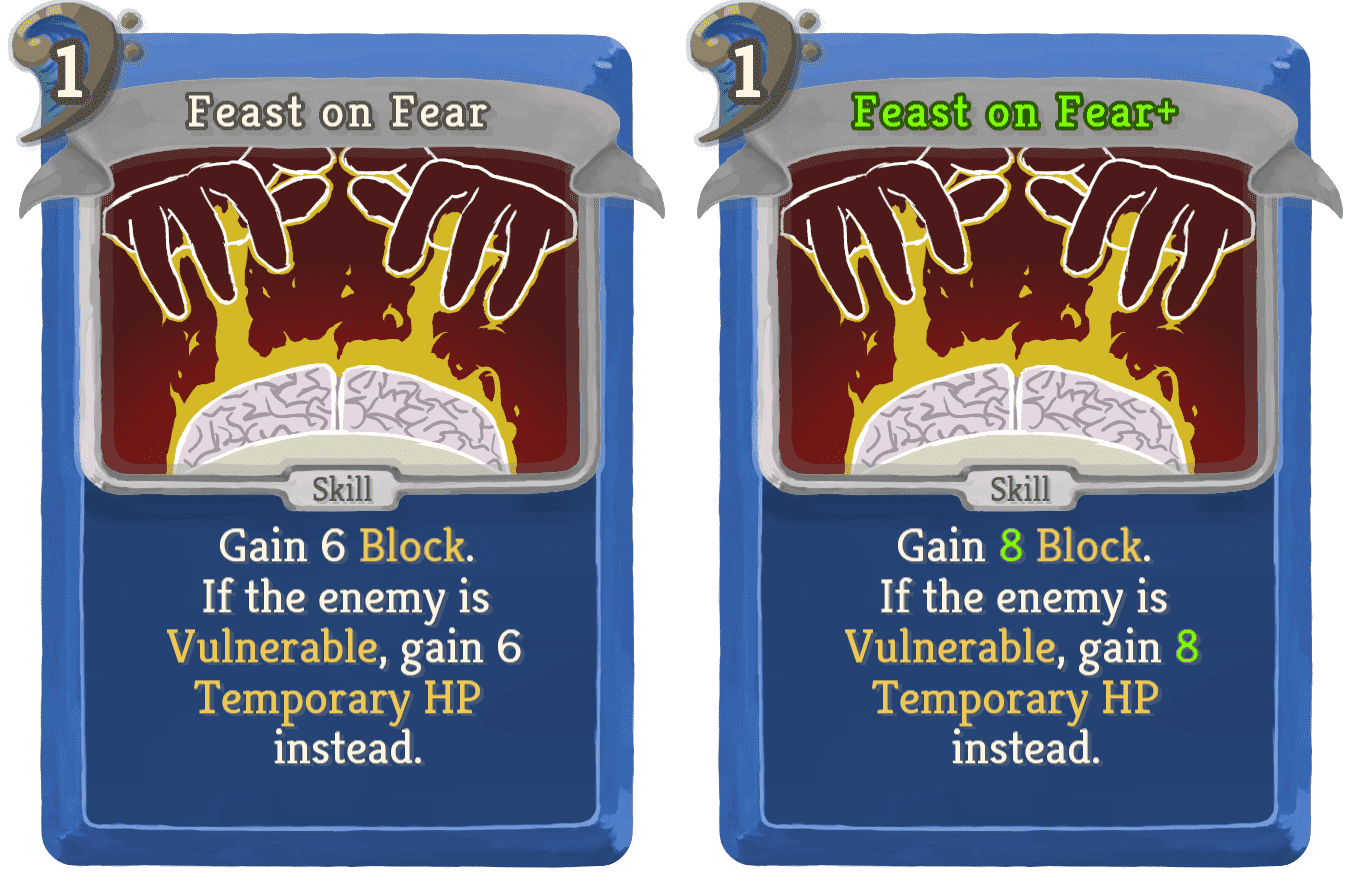 1
Feast on Fear
Skill
Gain 6 Block.
If the enemy is
Vulnerable, gain 6
Temporary HP
instead.
1
Feast on Fear+
Skill
Gain 8 Block.
If the enemy is
Vulnerable, gain 8
Temporary HP
instead.